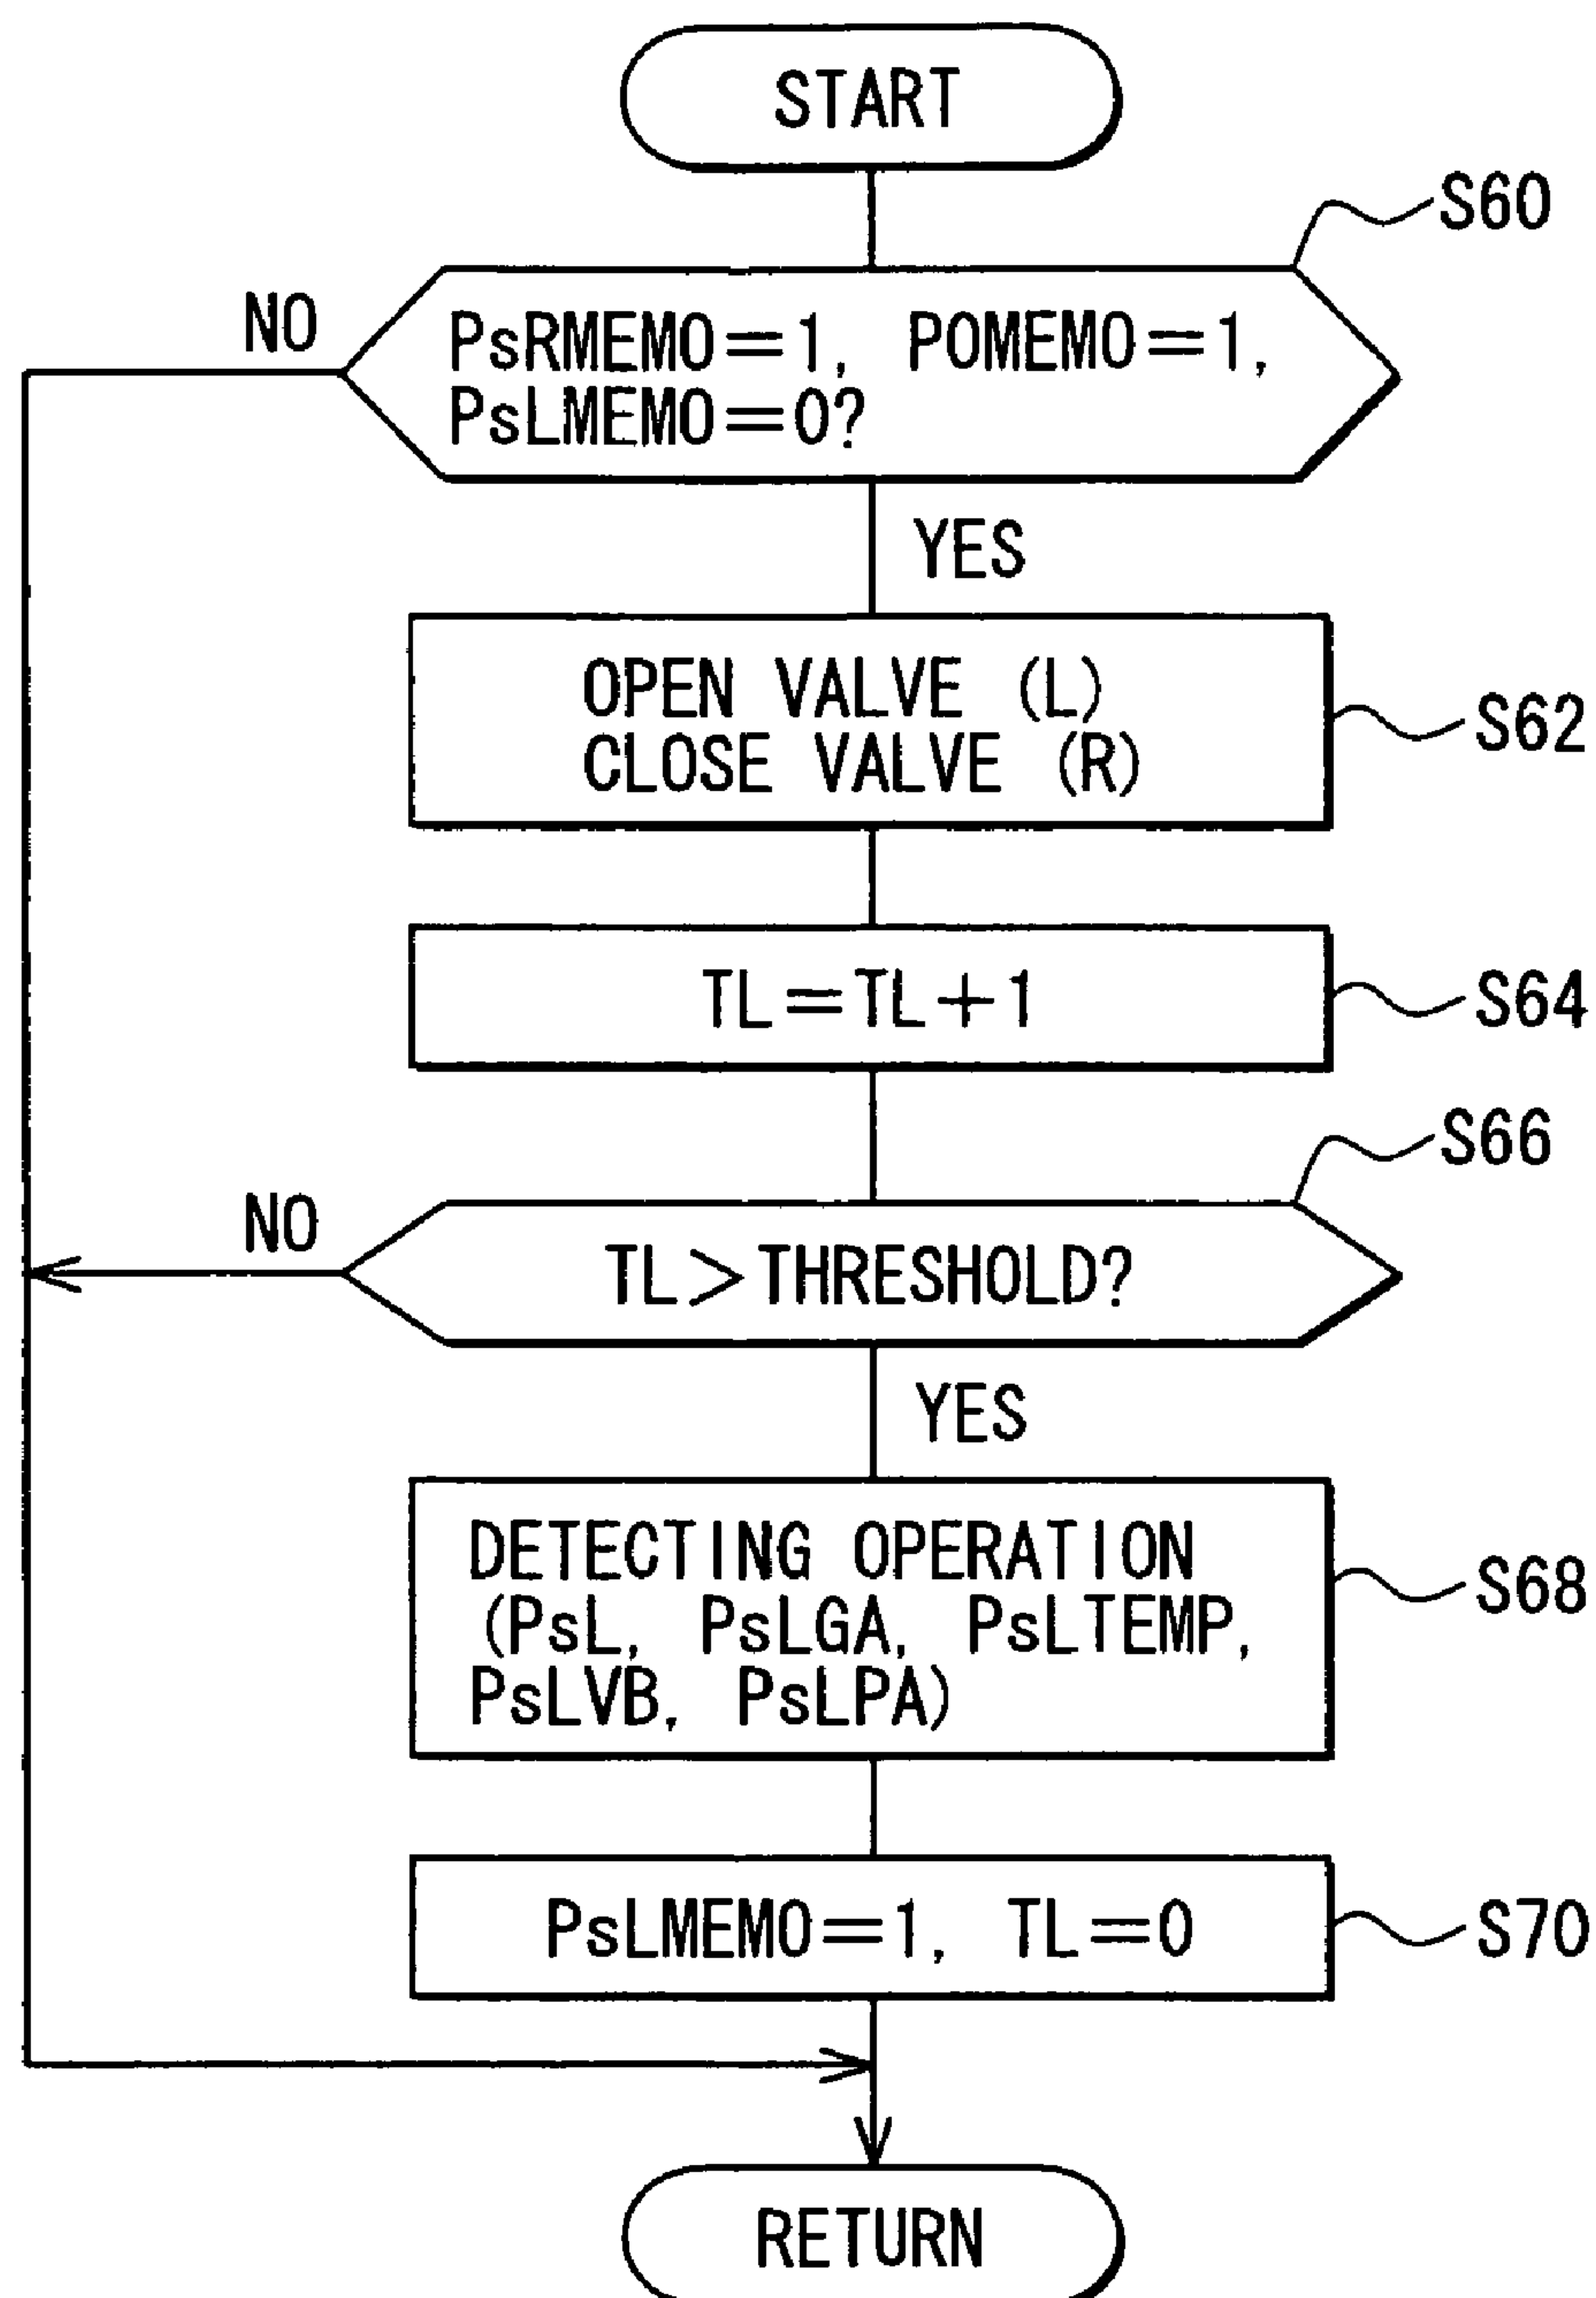 START
S60
NO
PsRMEMO=1, POMEMO=1,
PsLMEMO=0?
YES
OPEN VALVE (L)
CLOSE VALVE (R)
S62
TL=TL+1
S64
S66
NO
TL>THRESHOLD?
YES
DETECTING OPERATION
(PsL, PsLGA, PsLTEMP,
PsLVB, PsLPA)
S68
PsLMEMO=1, TL=0
S70
RETURN